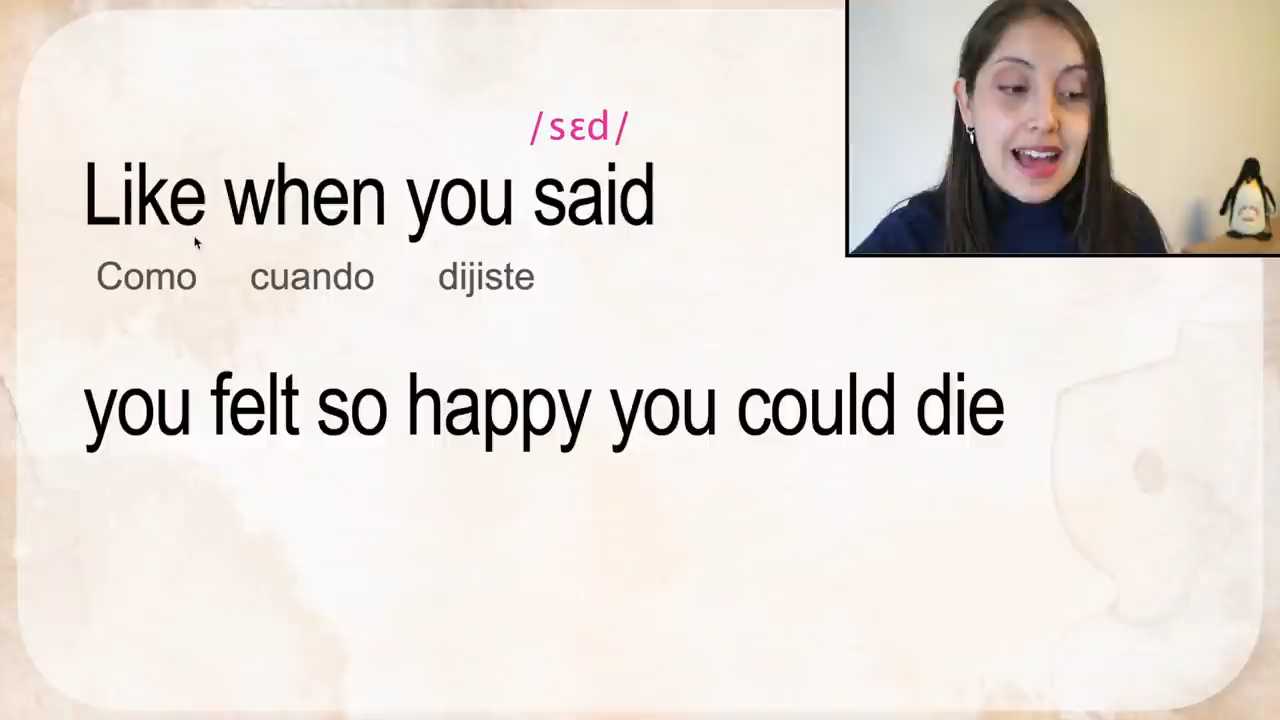 /sɛd/
Like when you said
Como cuando dijiste
you felt so happy you could die